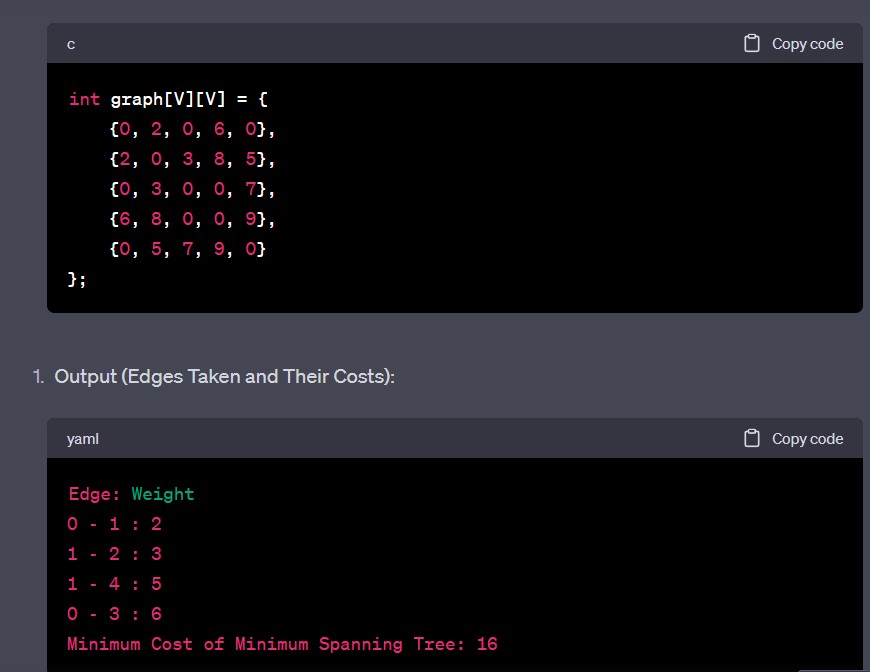 c Copy code
int graph[V][V] = {
{0, 2, 0, 6, 0},
{2, 0, 3, 8, 5},
{0, 3, 0, 0, 7},
{6, 8, 0, 0, 9},
{0, 5, 7, 9, 0}
};
1. Output (Edges Taken and Their Costs):
yaml Copy code
Edge: Weight
0 - 1 : 2
1 - 2 : 3
1 - 4 : 5
0 - 3 : 6
Minimum Cost of Minimum Spanning Tree: 16